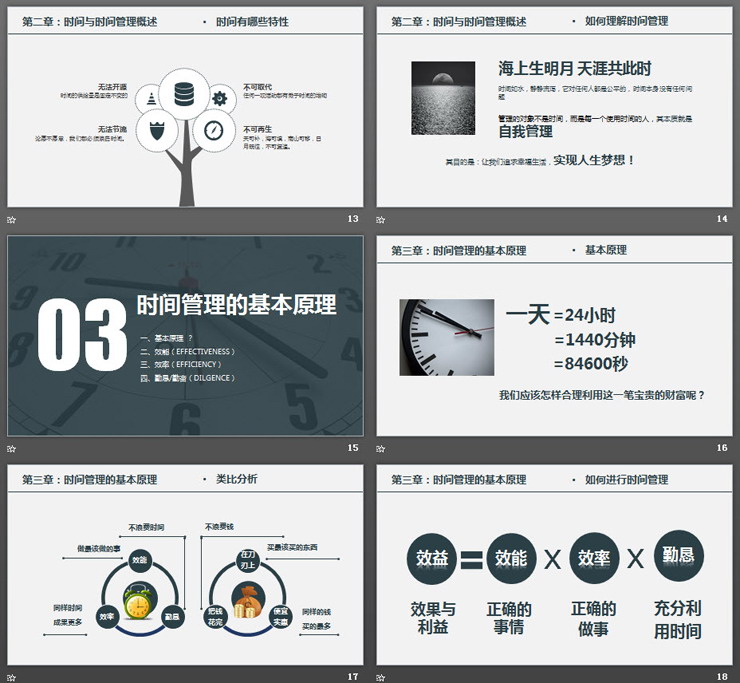 第二章：时间与时间管理概述 · 时间有哪些特性
无法开源
时间的供给量是固定不变的
不可取代
任何一项活动都有赖于时间的堆砌
无法节流
论愿不愿意，我们都必须消费时间。
不可再生
天可补，海可填，南山可移，日
月既往，不可复追。
13
第二章：时间与时间管理概述 · 如何理解时间管理
海上生明月 天涯共此时
时间如水，静静流淌，它对任何人都是公平的，时间本身没有任何问
题
管理的对象不是时间，而是每一个使用时间的人，其本质就是
自我管理
其目的是：让我们追求幸福生活，实现人生梦想！
14
03
时间管理的基本原理
一、基本原理 ？
二、效能（EFFECTIVENESS）
三、效率（EFFICIENCY）
四、勤恳/勤奋（DILGENCE）
15
第三章：时间管理的基本原理 · 基本原理
一天 =24小时
=1440分钟
=84600秒
我们应该怎样合理利用这一笔宝贵的财富呢？
16
第三章：时间管理的基本原理 · 类比分析
不浪费时间
做最该做的事
效能
效率
勤恳
同样时间
成果更多
不浪费钱
买最该买的东西
在刀
刃上
把钱
花完
便宜
实惠
同样的钱
买的最多
17
第三章：时间管理的基本原理 · 如何进行时间管理
效益 = 效能 X 效率 X 勤恳
效果与
利益
正确的
事情
正确的
做事
充分利
用时间
18